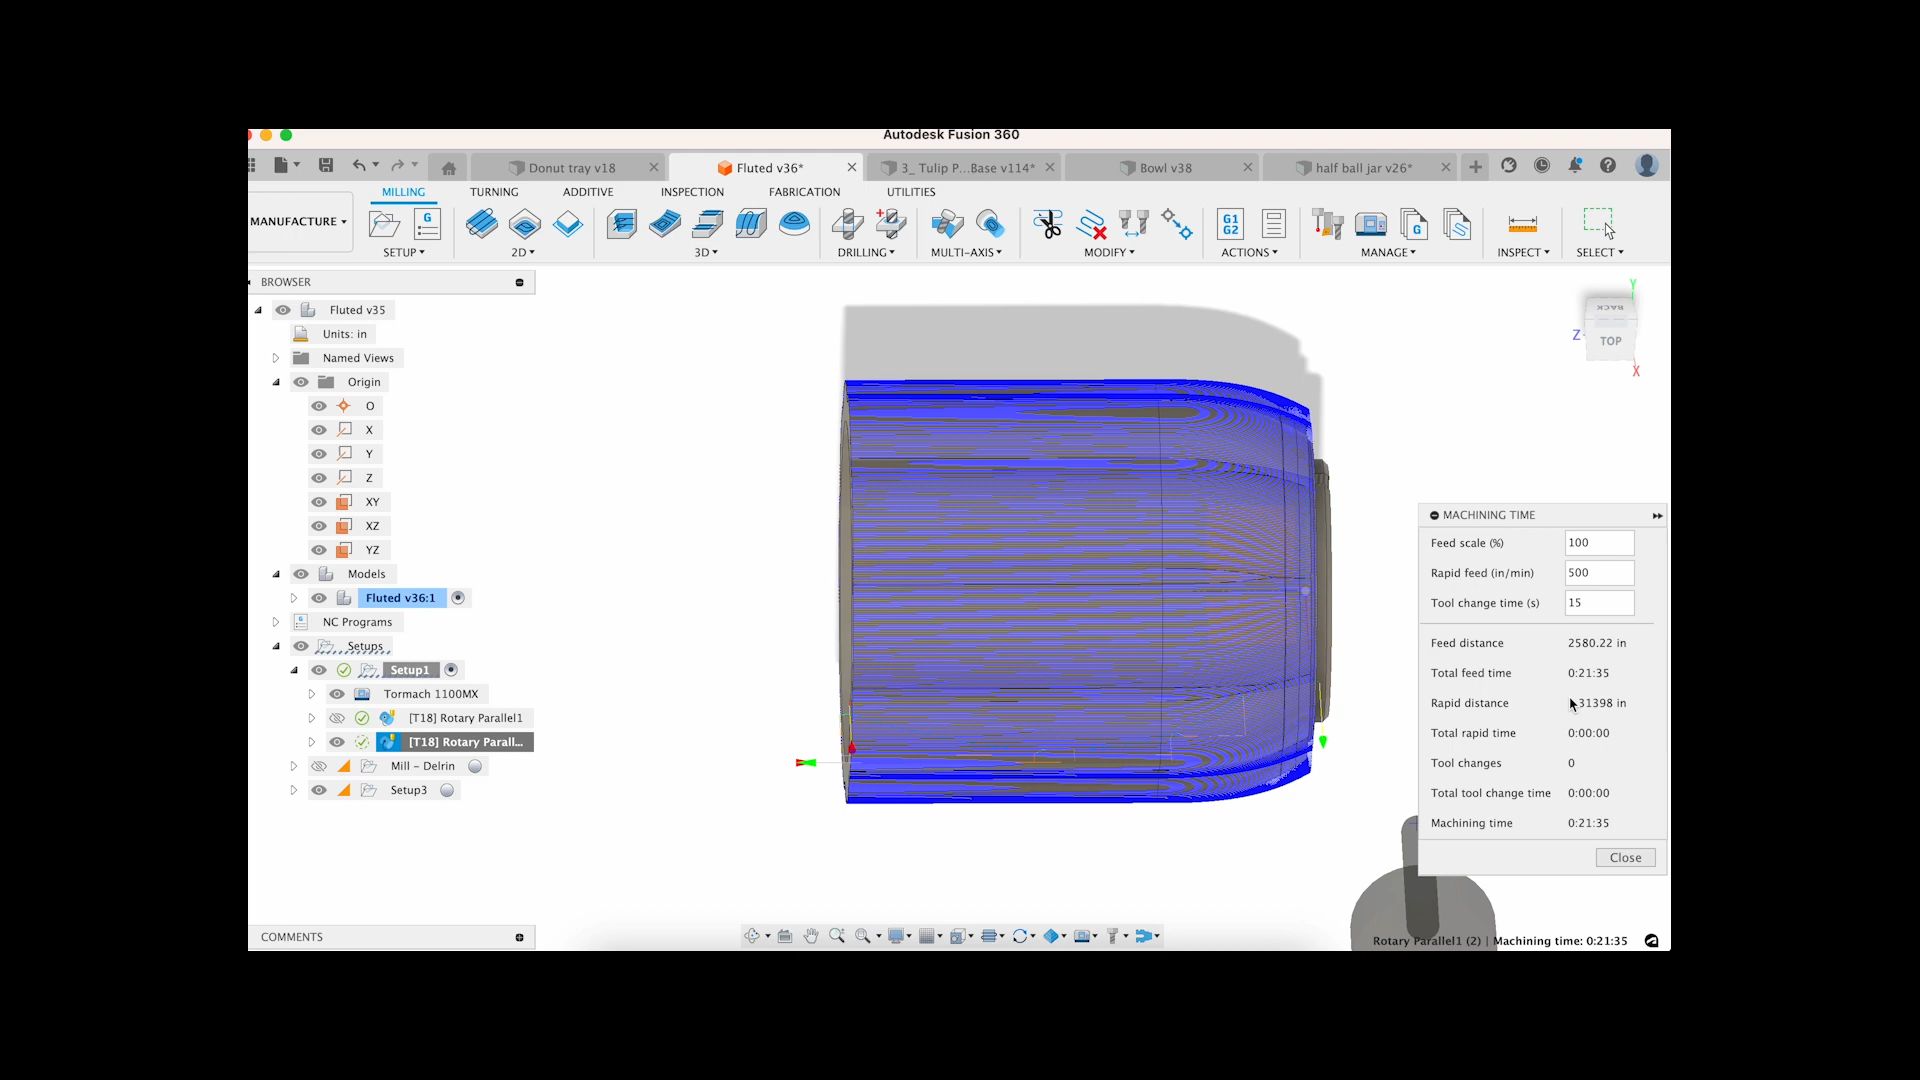 Autodesk Fusion 360
Donut tray v18
Fluted v36*
3_ Tulip P...Base v114*
Bowl v38
half ball jar v26*
MILLING
TURNING
ADDITIVE
INSPECTION
FABRICATION
UTILITIES
MANUFACTURE
SETUP
2D
3D
DRILLING
MULTI-AXIS
MODIFY
G1
G2
ACTIONS
MANAGE
INSPECT
SELECT
BROWSER
Fluted v35
Units: in
Named Views
Origin
O
X
Y
Z
XY
XZ
YZ
Models
Fluted v36:1
NC Programs
Setups
Setup1
Tormach 1100MX
[T18] Rotary Parallel1
[T18] Rotary Parall...
Mill - Delrin
Setup3
COMMENTS
Y
BACK
Z
TOP
X
MACHINING TIME
Feed scale (%) 100
Rapid feed (in/min) 500
Tool change time (s) 15
Feed distance 2580.22 in
Total feed time 0:21:35
Rapid distance 31398 in
Total rapid time 0:00:00
Tool changes 0
Total tool change time 0:00:00
Machining time 0:21:35
Close
Rotary Parallel1 (2) | Machining time: 0:21:35